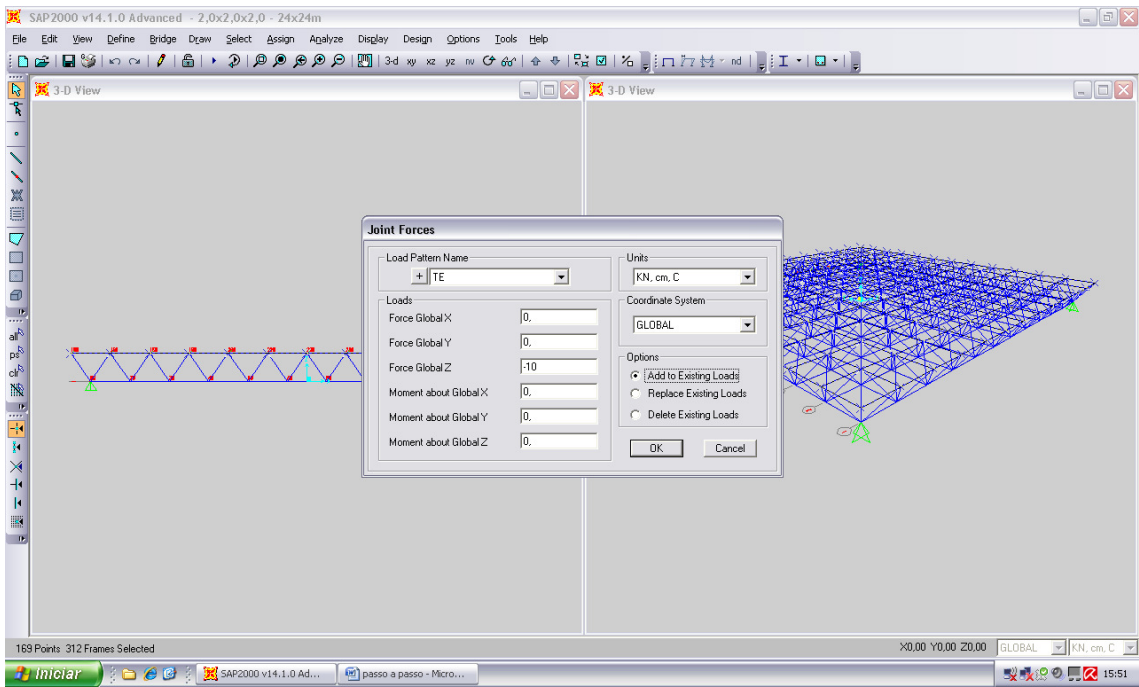 SAP2000 v14.1.0 Advanced - 2,0x2,0x2,0 - 24x24m
File Edit View Define Bridge Draw Select Assign Analyze Display Design Options Tools Help
3-d xy xz yz nv nd
3-D View
3-D View
all
ps
clr
Joint Forces
Load Pattern Name
+ TE
Units
KN, cm, C
Loads
Force Global X 0,
Force Global Y 0,
Force Global Z -10
Moment about Global X 0,
Moment about Global Y 0,
Moment about Global Z 0,
Coordinate System
GLOBAL
Options
Add to Existing Loads
Replace Existing Loads
Delete Existing Loads
OK Cancel
169 Points 312 Frames Selected
X0,00 Y0,00 Z0,00 GLOBAL KN, cm, C
Iniciar SAP2000 v14.1.0 Ad... passo a passo - Micro... 15:51